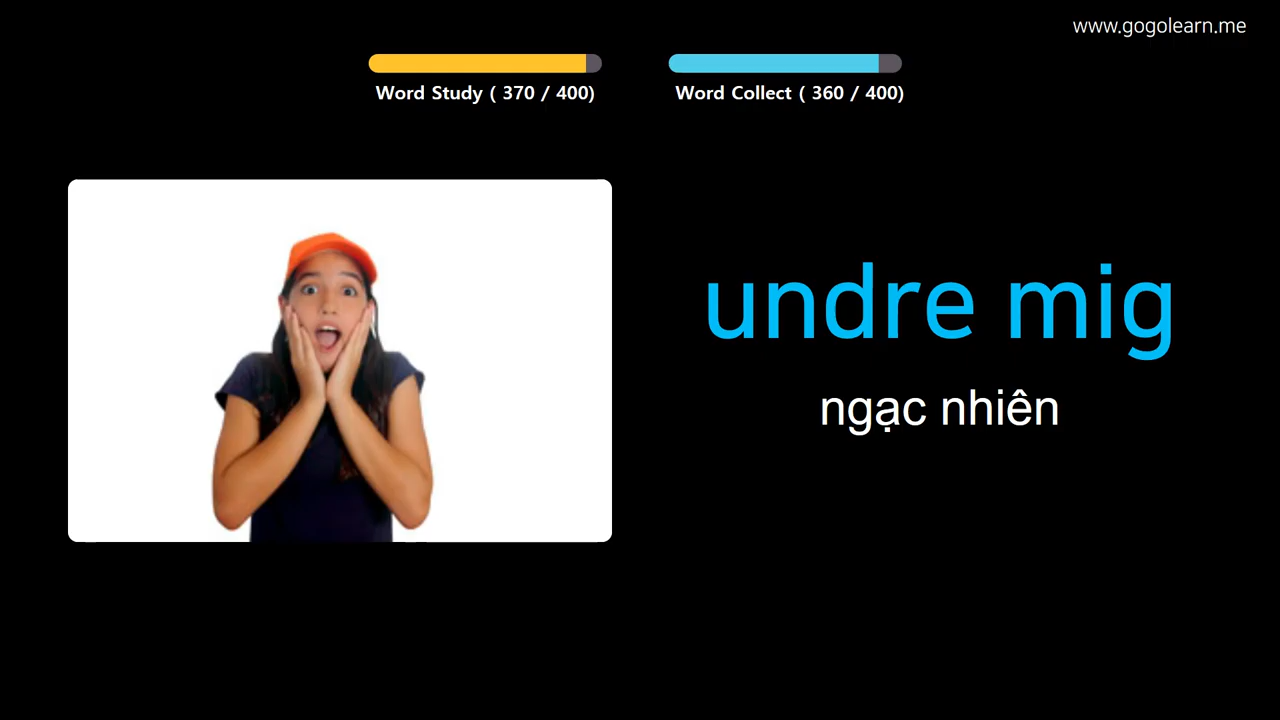 www.gogolearn.me
Word Study ( 370 / 400)
Word Collect ( 360 / 400)
undre mig
ngạc nhiên